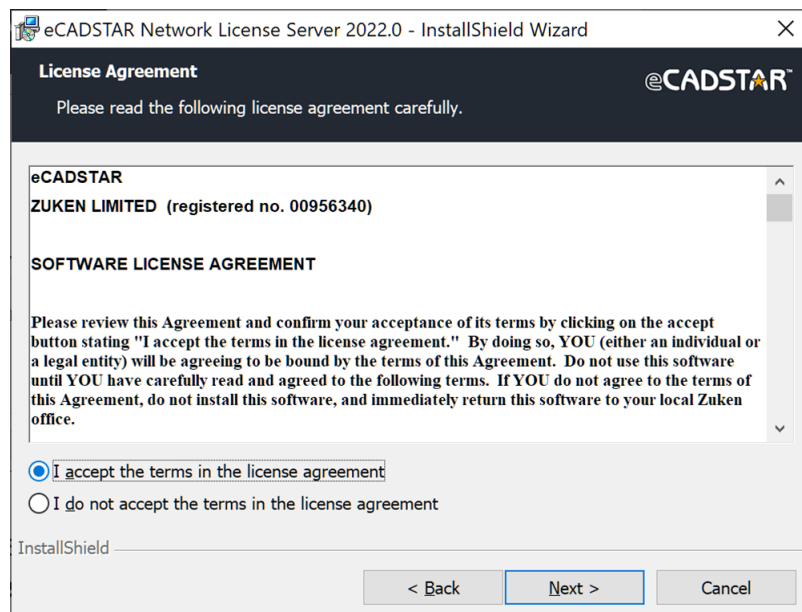 eCADSTAR Network License Server 2022.0 - InstallShield Wizard
License Agreement
eCADSTAR™
Please read the following license agreement carefully.
eCADSTAR
ZUKEN LIMITED (registered no. 00956340)
SOFTWARE LICENSE AGREEMENT
Please review this Agreement and confirm your acceptance of its terms by clicking on the accept
button stating "I accept the terms in the license agreement." By doing so, YOU (either an individual or
a legal entity) will be agreeing to be bound by the terms of this Agreement. Do not use this software
until YOU have carefully read and agreed to the following terms. If YOU do not agree to the terms of
this Agreement, do not install this software, and immediately return this software to your local Zuken
office.
I accept the terms in the license agreement
I do not accept the terms in the license agreement
InstallShield
< Back
Next >
Cancel